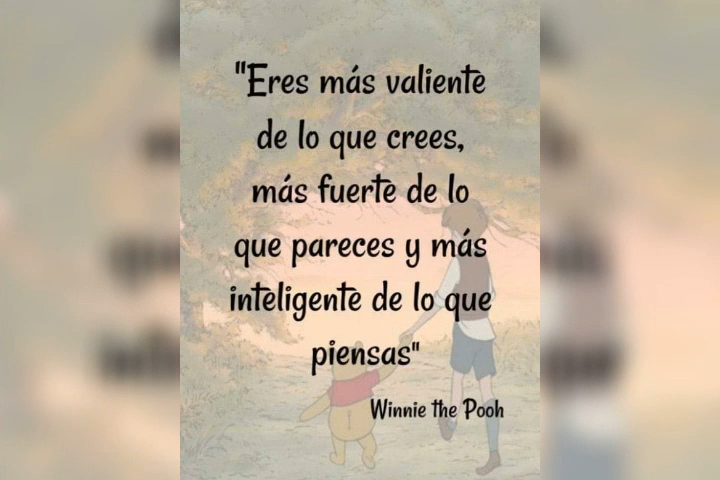 "Eres más valiente
de lo que crees,
más fuerte de lo
que pareces y más
inteligente de lo que
piensas"
Winnie the Pooh